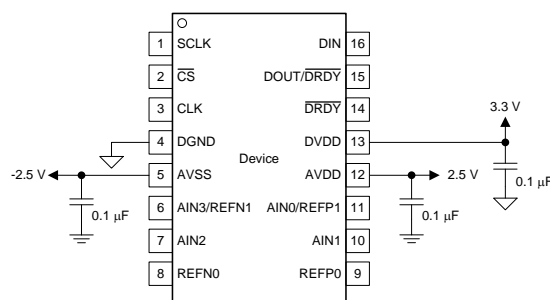 1 SCLK DIN 16
2 CS DOUT/DRDY 15
3 CLK DRDY 14
3.3 V
4 DGND DVDD 13
Device
-2.5 V 5 AVSS AVDD 12 2.5 V
0.1 μF 6 AIN3/REFN1 AIN0/REFP1 11 0.1 μF 0.1 μF
7 AIN2 AIN1 10
8 REFN0 REFP0 9